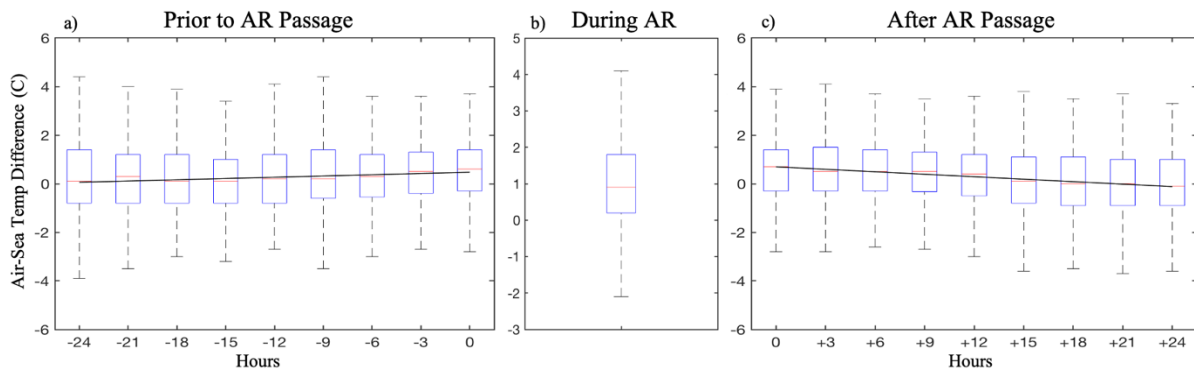 a) Prior to AR Passage
b) During AR
c) After AR Passage
Air-Sea Temp Difference (C)
6
4
2
0
-2
-4
-6
-24 -21 -18 -15 -12 -9 -6 -3 0
Hours
5
4
3
2
1
0
-1
-2
-3
6
4
2
0
-2
-4
-6
0 +3 +6 +9 +12 +15 +18 +21 +24
Hours